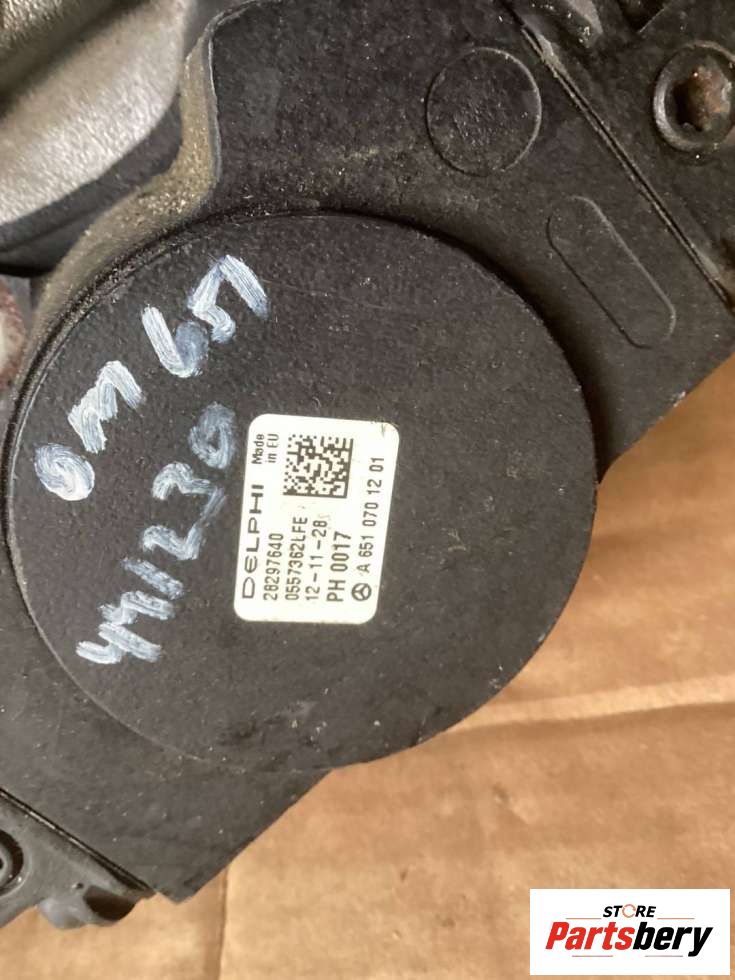 OM 651
DELPHI
Made
in EU
28297640
0557362LFE
12-11-28
PH 0017
A 651 070 12 01
STORE
Partsbery